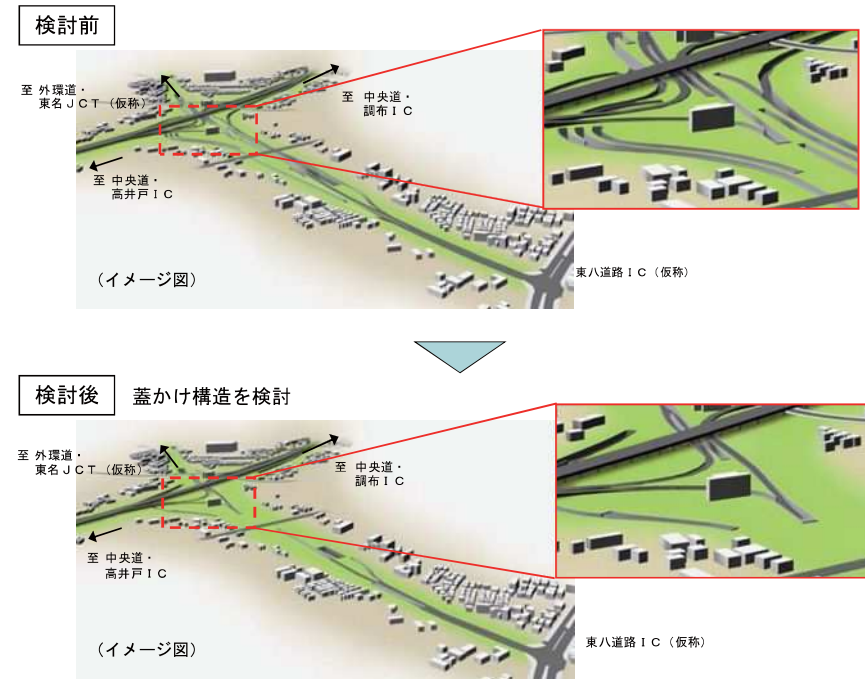 検討前
至 外環道・
東名ＪＣＴ（仮称）
至 中央道・
調布ＩＣ
至 中央道・
高井戸ＩＣ
（イメージ図）
東八道路ＩＣ（仮称）
検討後
蓋かけ構造を検討
至 外環道・
東名ＪＣＴ（仮称）
至 中央道・
調布ＩＣ
至 中央道・
高井戸ＩＣ
（イメージ図）
東八道路ＩＣ（仮称）